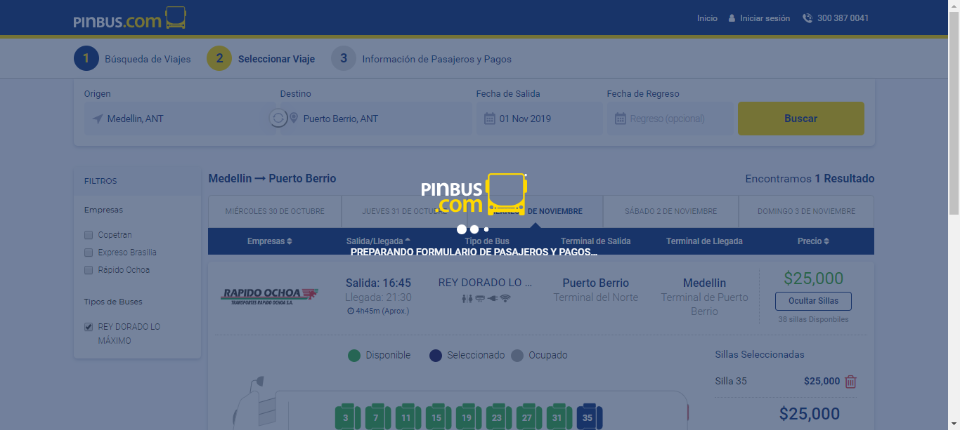 PINBUS.com
Inicio
Iniciar sesión
300 387 0041
1 Búsqueda de Viajes
2 Seleccionar Viaje
3 Información de Pasajeros y Pagos
Origen
Destino
Fecha de Salida
Fecha de Regreso
Medellin, ANT
Puerto Berrio, ANT
01 Nov 2019
Regreso (opcional)
Buscar
FILTROS
Empresas
Copetran
Expreso Brasilia
Rápido Ochoa
Tipos de Buses
REY DORADO LO
MÁXIMO
Medellin → Puerto Berrio
Encontramos 1 Resultado
PINBUS
.com
MIÉRCOLES 30 DE OCTUBRE
JUEVES 31 DE OCTUBRE
DE NOVIEMBRE
SÁBADO 2 DE NOVIEMBRE
DOMINGO 3 DE NOVIEMBRE
Empresas
Salida/Llegada
Tipo de Bus
Terminal de Salida
Terminal de Llegada
Precio
PREPARANDO FORMULARIO DE PASAJEROS Y PAGOS...
RAPIDO OCHOA
Salida: 16:45
Llegada: 21:30
4h45m (Aprox.)
REY DORADO LO ...
Puerto Berrio
Terminal del Norte
Medellin
Terminal de Puerto
Berrio
$25,000
Ocultar Sillas
38 sillas Disponibles
Disponible
Seleccionado
Ocupado
Sillas Seleccionadas
Silla 35
$25,000
$25,000
3 7 11 15 19 23 27 31 35